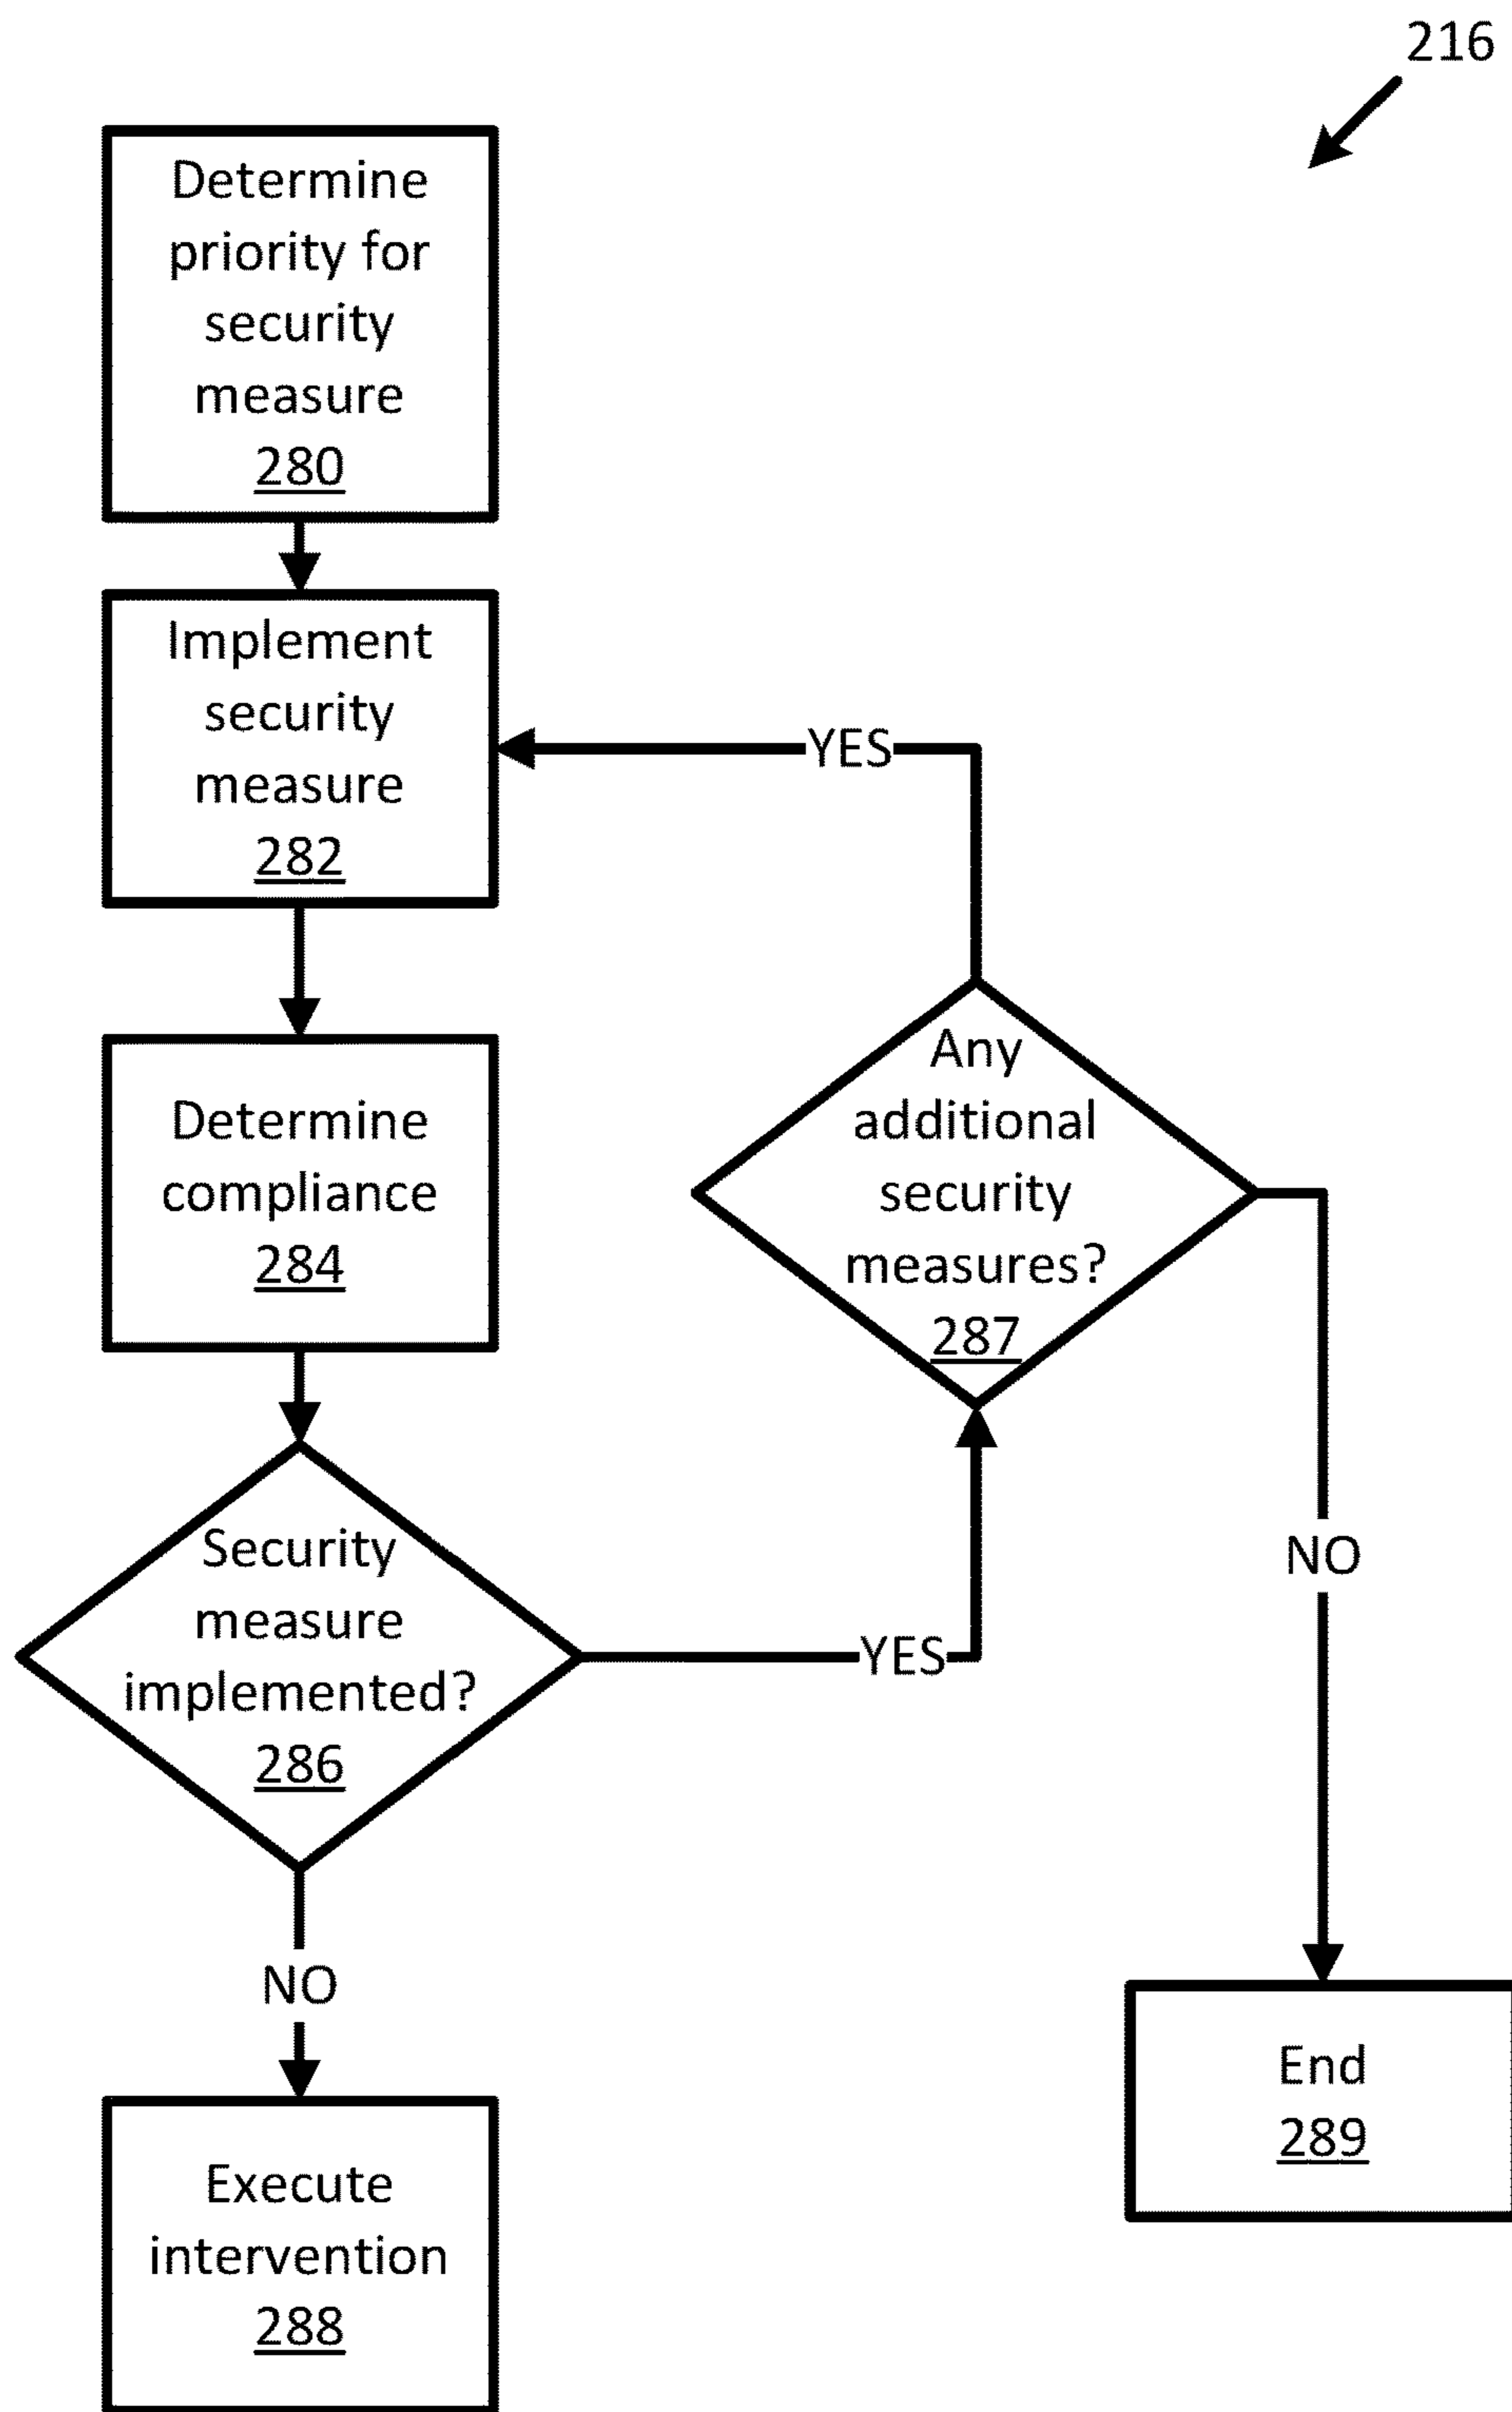 216
Determine
priority for
security
measure
280
Implement
security
measure
282
YES
Determine
compliance
284
Any
additional
security
measures?
287
Security
measure
implemented?
286
YES
NO
NO
Execute
intervention
288
End
289